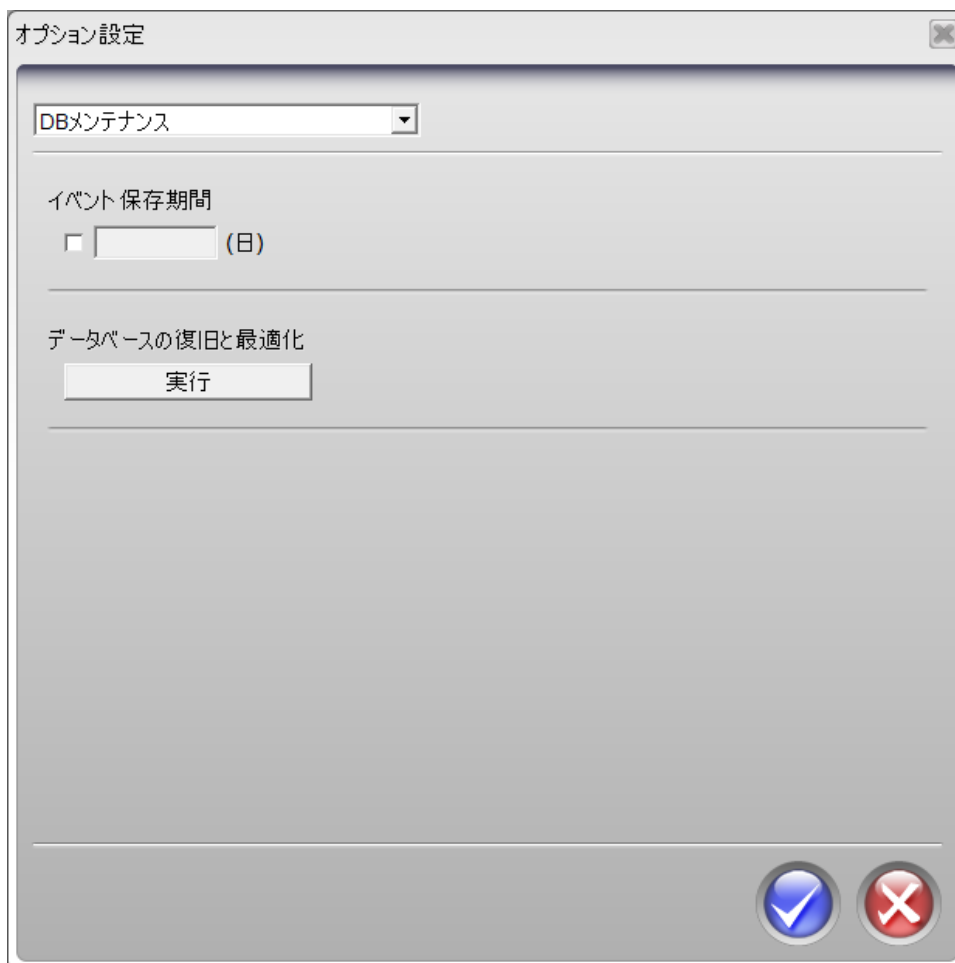 オプション設定
DBメンテナンス
イベント保存期間
(日)
データベースの復旧と最適化
実行